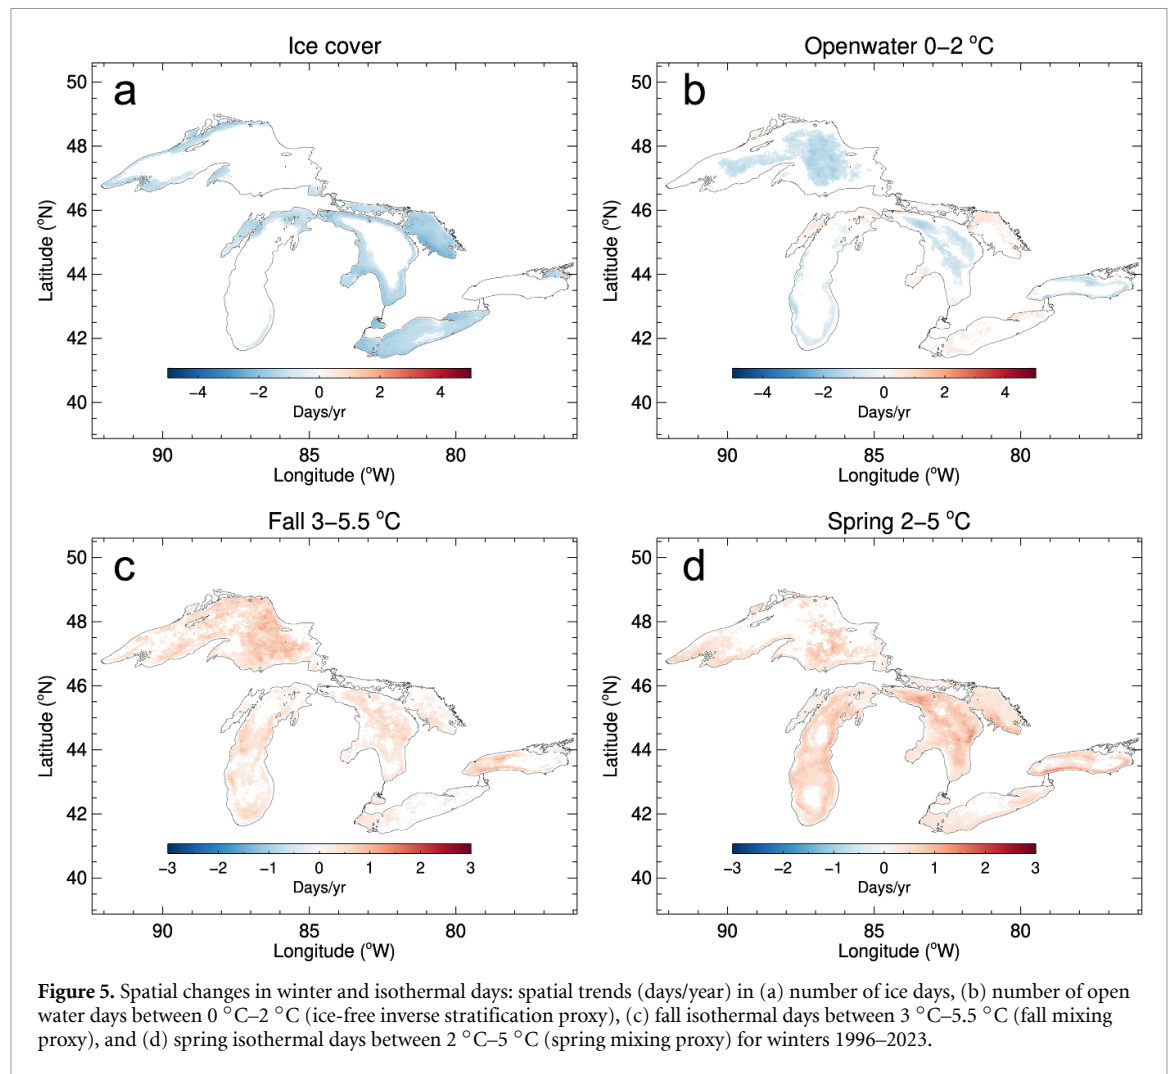 Ice cover
a
50
48
46
44
42
40
Latitude (°N)
−4 −2 0 2 4
Days/yr
90 85 80
Longitude (°W)
Openwater 0−2 °C
b
50
48
46
44
42
40
Latitude (°N)
−4 −2 0 2 4
Days/yr
90 85 80
Longitude (°W)
Fall 3−5.5 °C
c
50
48
46
44
42
40
Latitude (°N)
−3 −2 −1 0 1 2 3
Days/yr
90 85 80
Longitude (°W)
Spring 2−5 °C
d
50
48
46
44
42
40
Latitude (°N)
−3 −2 −1 0 1 2 3
Days/yr
90 85 80
Longitude (°W)
Figure 5. Spatial changes in winter and isothermal days: spatial trends (days/year) in (a) number of ice days, (b) number of open
water days between 0 °C–2 °C (ice-free inverse stratification proxy), (c) fall isothermal days between 3 °C–5.5 °C (fall mixing
proxy), and (d) spring isothermal days between 2 °C–5 °C (spring mixing proxy) for winters 1996–2023.